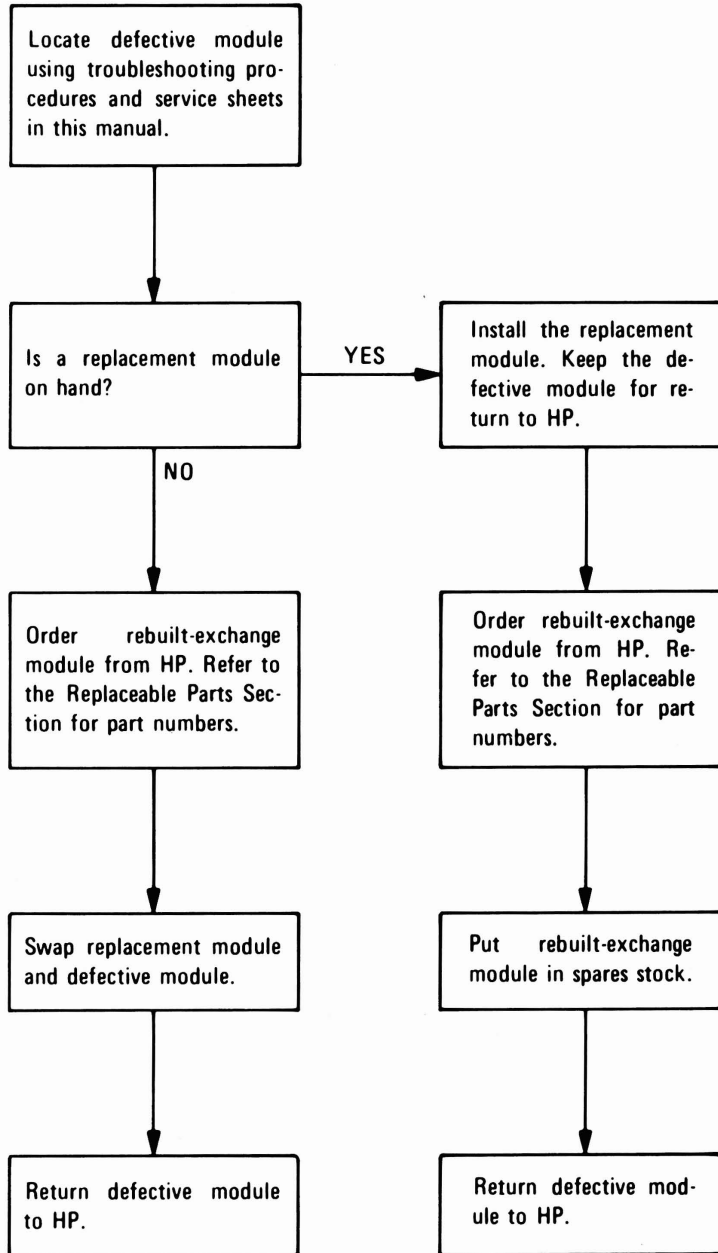 Locate defective module
using troubleshooting pro-
cedures and service sheets
in this manual.
Is a replacement module
on hand?
YES
Install the replacement
module. Keep the de-
fective module for re-
turn to HP.
NO
Order rebuilt-exchange
module from HP. Refer to
the Replaceable Parts Sec-
tion for part numbers.
Order rebuilt-exchange
module from HP. Re-
fer to the Replaceable
Parts Section for part
numbers.
Swap replacement module
and defective module.
Put rebuilt-exchange
module in spares stock.
Return defective module
to HP.
Return defective mod-
ule to HP.